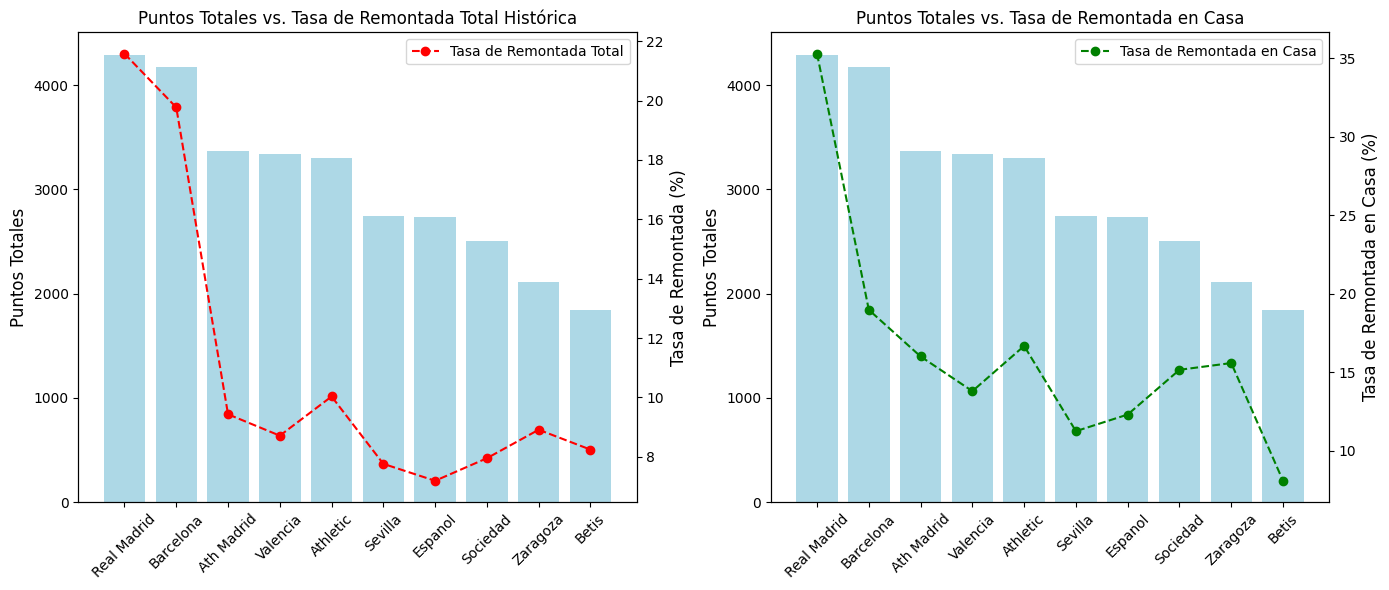 Puntos Totales vs. Tasa de Remontada Total Histórica
Tasa de Remontada Total
Puntos Totales
4000
3000
2000
1000
0
22
20
18
16
14
12
10
8
Tasa de Remontada (%)
Real Madrid
Barcelona
Ath Madrid
Valencia
Athletic
Sevilla
Espanol
Sociedad
Zaragoza
Betis
Puntos Totales vs. Tasa de Remontada en Casa
Tasa de Remontada en Casa
Puntos Totales
4000
3000
2000
1000
0
35
30
25
20
15
10
Tasa de Remontada en Casa (%)
Real Madrid
Barcelona
Ath Madrid
Valencia
Athletic
Sevilla
Espanol
Sociedad
Zaragoza
Betis